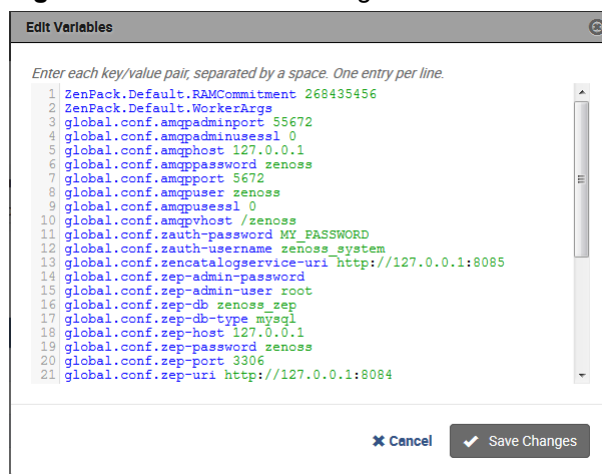 Edit Variables
Enter each key/value pair, separated by a space. One entry per line.
1 ZenPack.Default.RAMCommitment 268435456
2 ZenPack.Default.WorkerArgs
3 global.conf.amqpadminport 55672
4 global.conf.amqpadminusessl 0
5 global.conf.amqphost 127.0.0.1
6 global.conf.amqppassword zenoss
7 global.conf.amqpport 5672
8 global.conf.amqpuser zenoss
9 global.conf.amqpusessl 0
10 global.conf.amqpvhost /zenoss
11 global.conf.zauth-password MY_PASSWORD
12 global.conf.zauth-username zenoss_system
13 global.conf.zencatalogservice-uri http://127.0.0.1:8085
14 global.conf.zep-admin-password
15 global.conf.zep-admin-user root
16 global.conf.zep-db zenoss_zep
17 global.conf.zep-db-type mysql
18 global.conf.zep-host 127.0.0.1
19 global.conf.zep-password zenoss
20 global.conf.zep-port 3306
21 global.conf.zep-uri http://127.0.0.1:8084
Cancel Save Changes